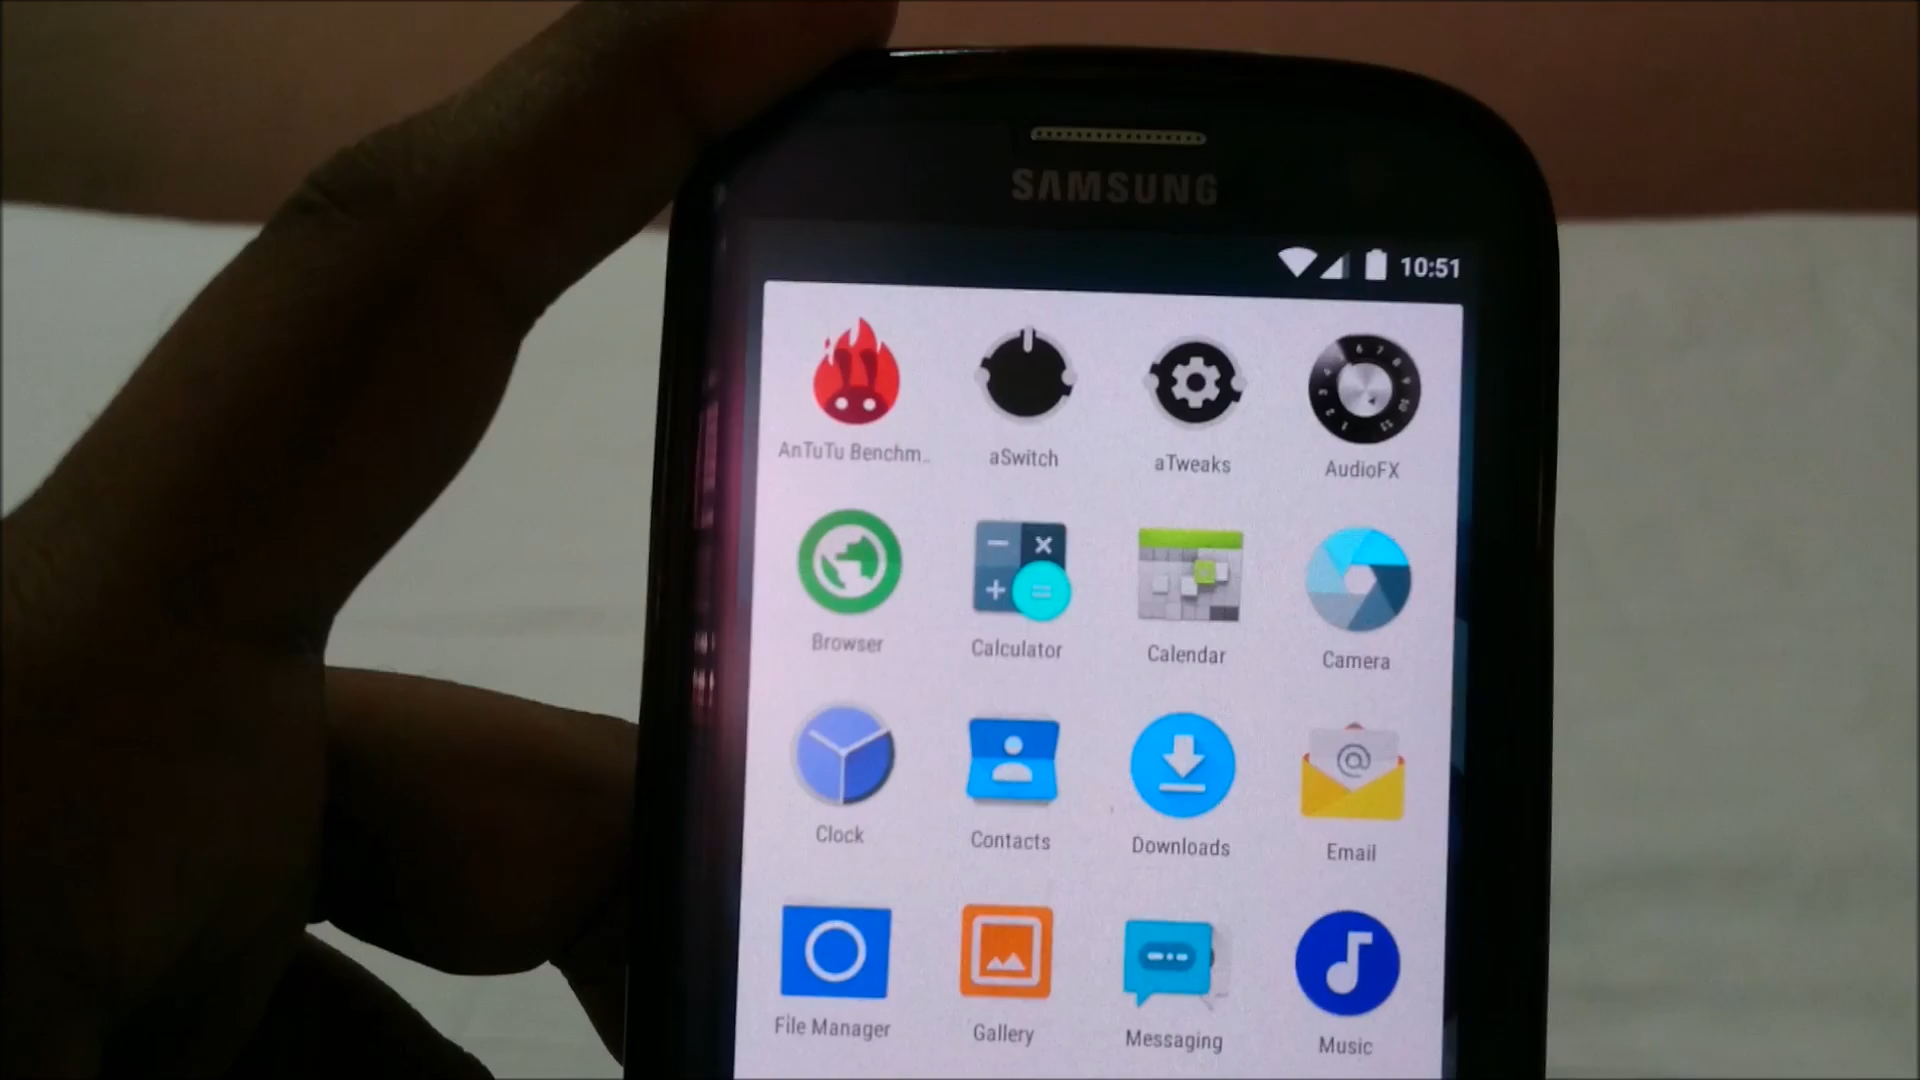 SAMSUNG
10:51
AnTuTu Benchm..
aSwitch
aTweaks
AudioFX
Browser
Calculator
Calendar
Camera
Clock
Contacts
Downloads
Email
File Manager
Gallery
Messaging
Music